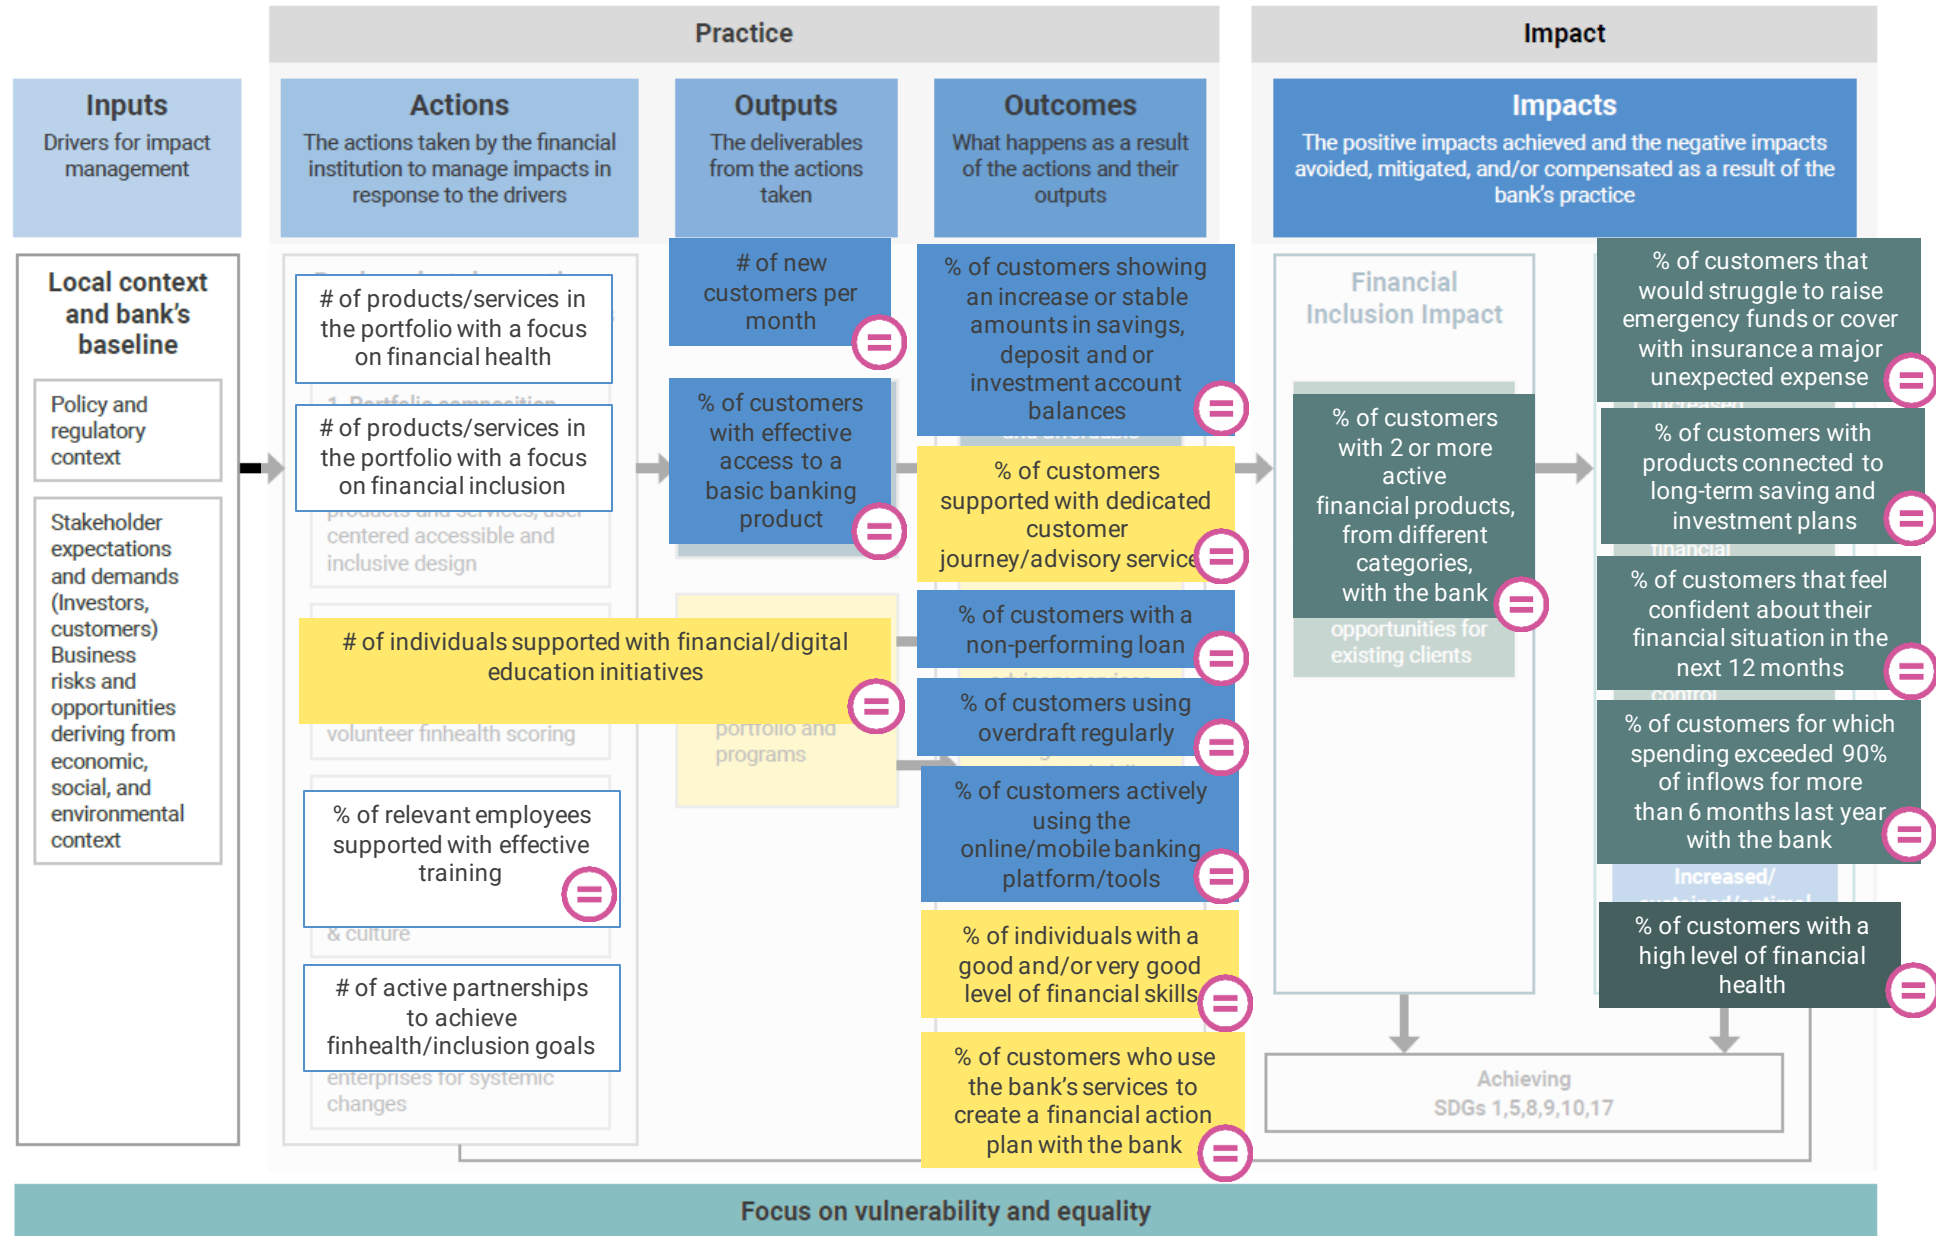 Practice
Impact
Inputs
Drivers for impact
management
Actions
The actions taken by the financial
institution to manage impacts in
response to the drivers
Outputs
The deliverables
from the actions
taken
Outcomes
What happens as a result
of the actions and their
outputs
Impacts
The positive impacts achieved and the negative impacts
avoided, mitigated, and/or compensated as a result of the
bank's practice
Local context
and bank's
baseline
Policy and
regulatory
context
Stakeholder
expectations
and demands
(Investors,
customers)
Business
risks and
opportunities
deriving from
economic,
social, and
environmental
context
# of products/services in
the portfolio with a focus
on financial health
1. Portfolio composition
# of products/services in
the portfolio with a focus
on financial inclusion
products and services, user
centered accessible and
inclusive design
# of individuals supported with financial/digital
education initiatives
volunteer finhealth scoring
% of relevant employees
supported with effective
training
& culture
# of active partnerships
to achieve
finhealth/inclusion goals
enterprises for systemic
changes
# of new
customers per
month
% of customers
with effective
access to a
basic banking
product
portfolio and
programs
% of customers showing
an increase or stable
amounts in savings,
deposit and or
investment account
balances
and affordable
% of customers
supported with dedicated
customer
journey/advisory service
% of customers with a
non-performing loan
advisory services
% of customers using
overdraft regularly
% of customers actively
using the
online/mobile banking
platform/tools
% of individuals with a
good and/or very good
level of financial skills
% of customers who use
the bank's services to
create a financial action
plan with the bank
Financial
Inclusion Impact
% of customers
with 2 or more
active
financial products,
from different
categories,
with the bank
opportunities for
existing clients
% of customers that
would struggle to raise
emergency funds or cover
with insurance a major
unexpected expense
increased
% of customers with
products connected to
long-term saving and
investment plans
financial
% of customers that feel
confident about their
financial situation in the
next 12 months
control
% of customers for which
spending exceeded 90%
of inflows for more
than 6 months last year
with the bank
Increased/
% of customers with a
high level of financial
health
Achieving
SDGs 1,5,8,9,10,17
Focus on vulnerability and equality